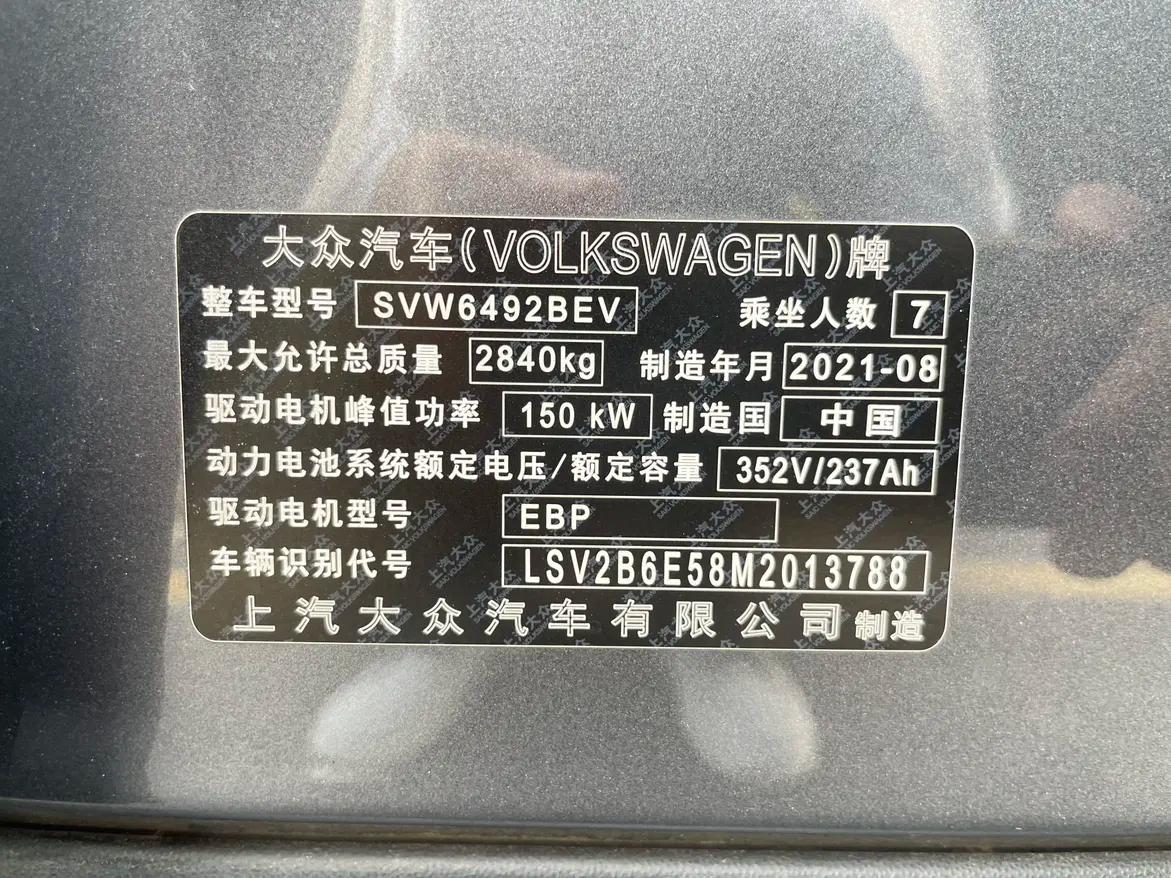 大众汽车(VOLKSWAGEN)牌
整车型号 SVW6492BEV 乘坐人数 7
最大允许总质量 2840kg 制造年月 2021-08
驱动电机峰值功率 150 kW 制造国 中国
动力电池系统额定电压/额定容量 352V/237Ah
驱动电机型号 EBP
车辆识别代号 LSV2B6E58M2013788
上汽大众汽车有限公司 制造